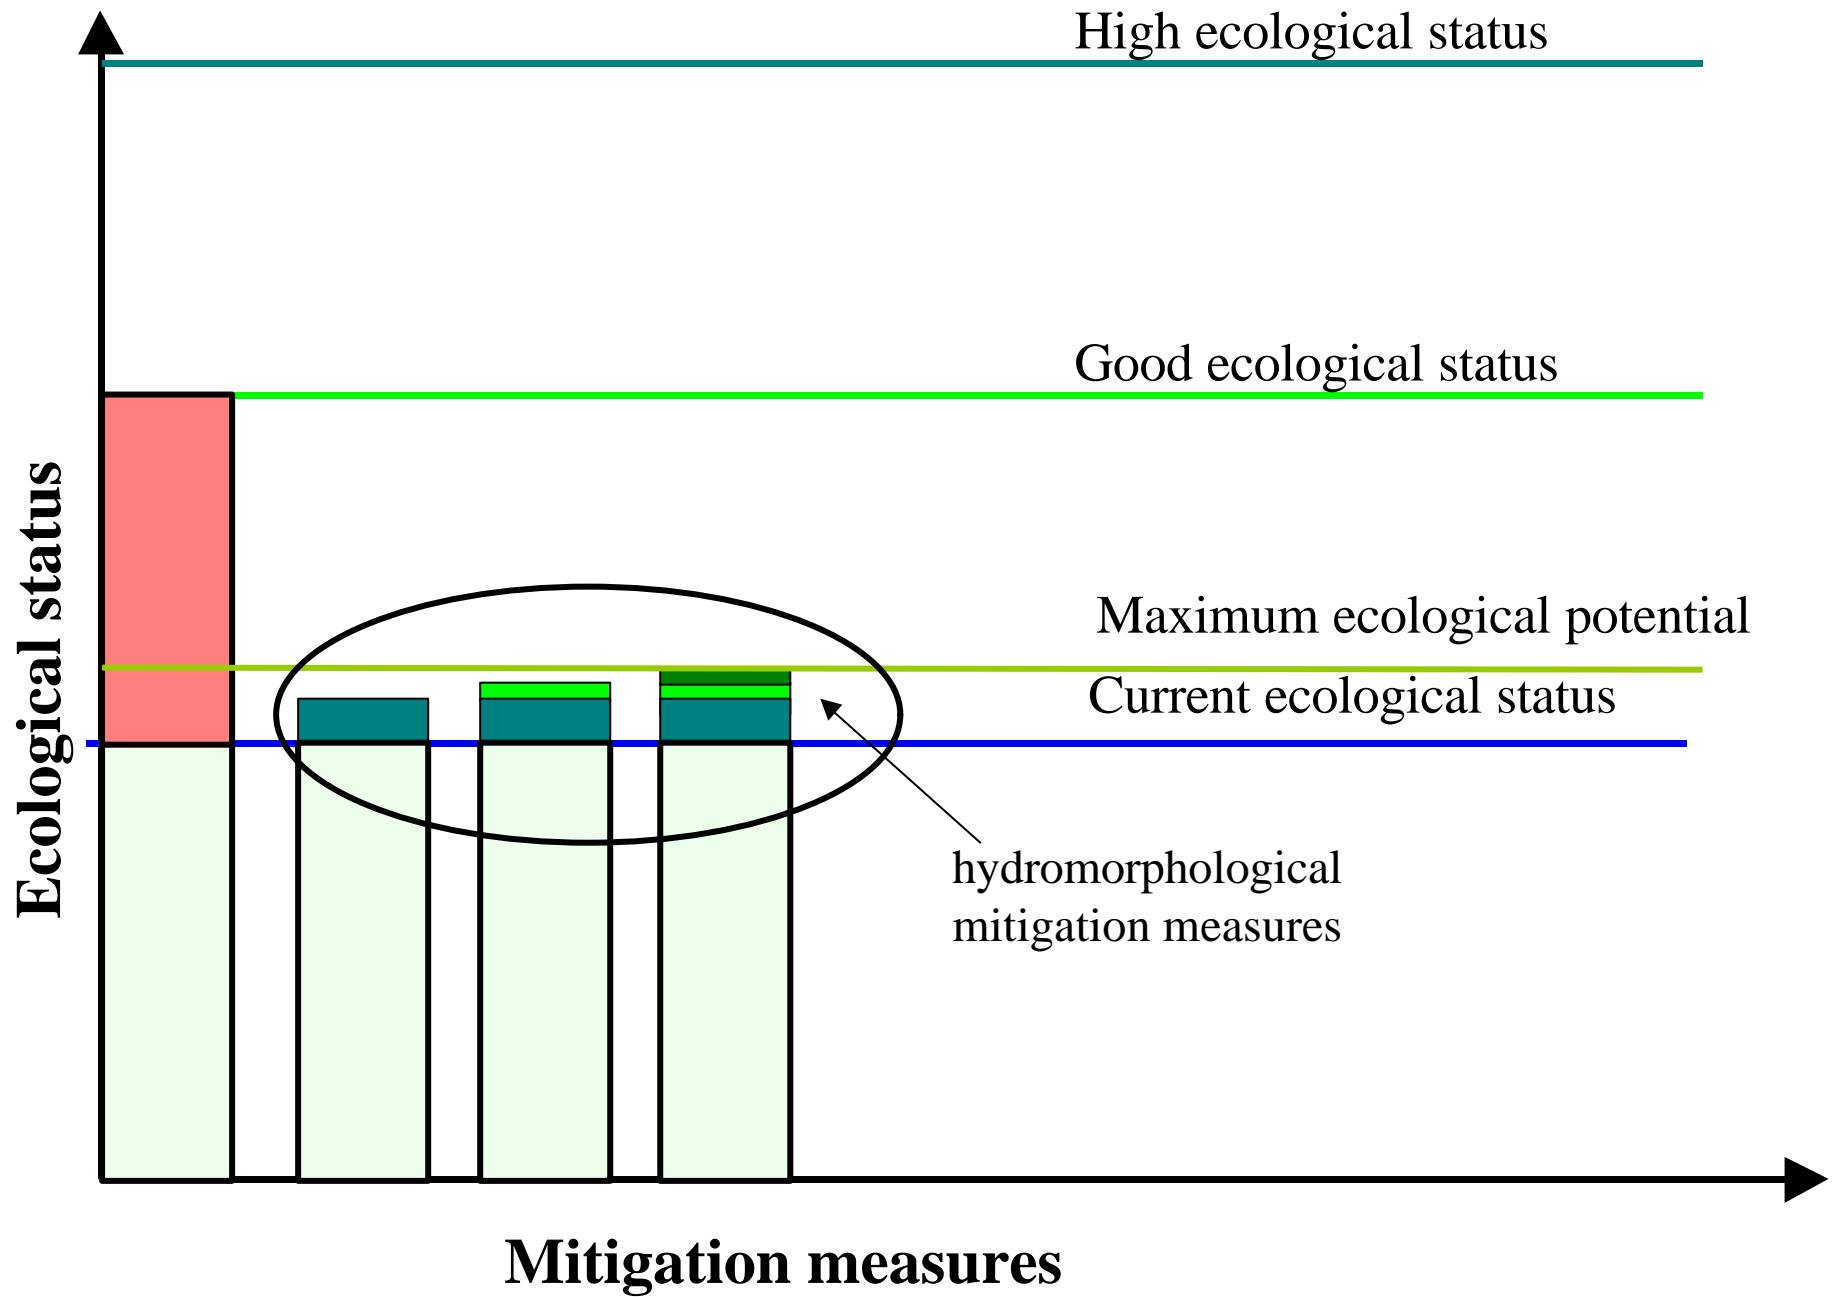 High ecological status
Good ecological status
Maximum ecological potential
Current ecological status
Ecological status
hydromorphological
mitigation measures
Mitigation measures